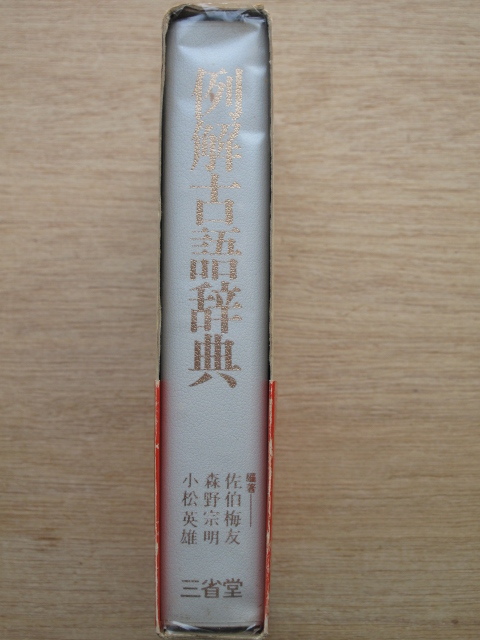 例解古語辞典
編著
佐伯梅友
森野宗明
小松英雄
三省堂